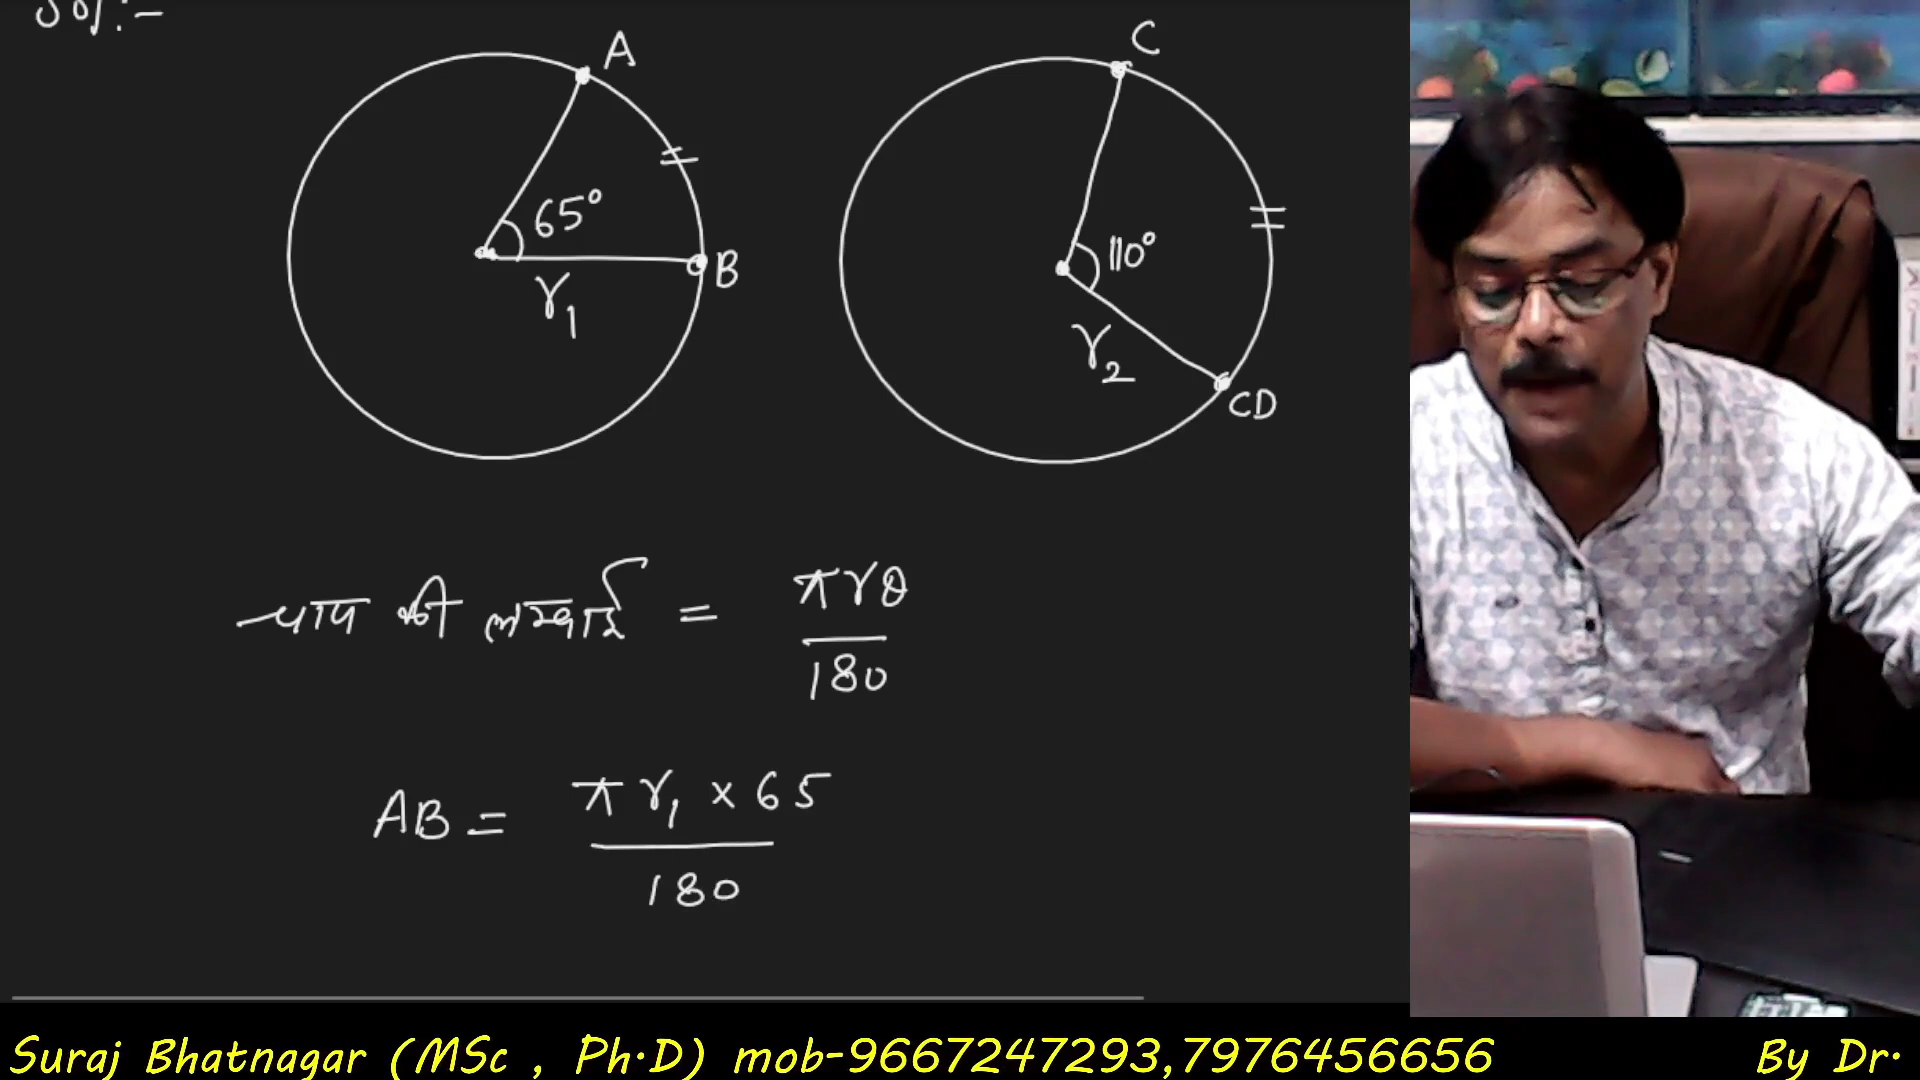 Sol:-
A
C
65°
110°
B
r₁
r₂
CD
चाप की लम्बाई = πrθ
180
AB = πr₁ × 65
180
Suraj Bhatnagar (MSc , Ph.D) mob-9667247293,7976456656 By Dr.